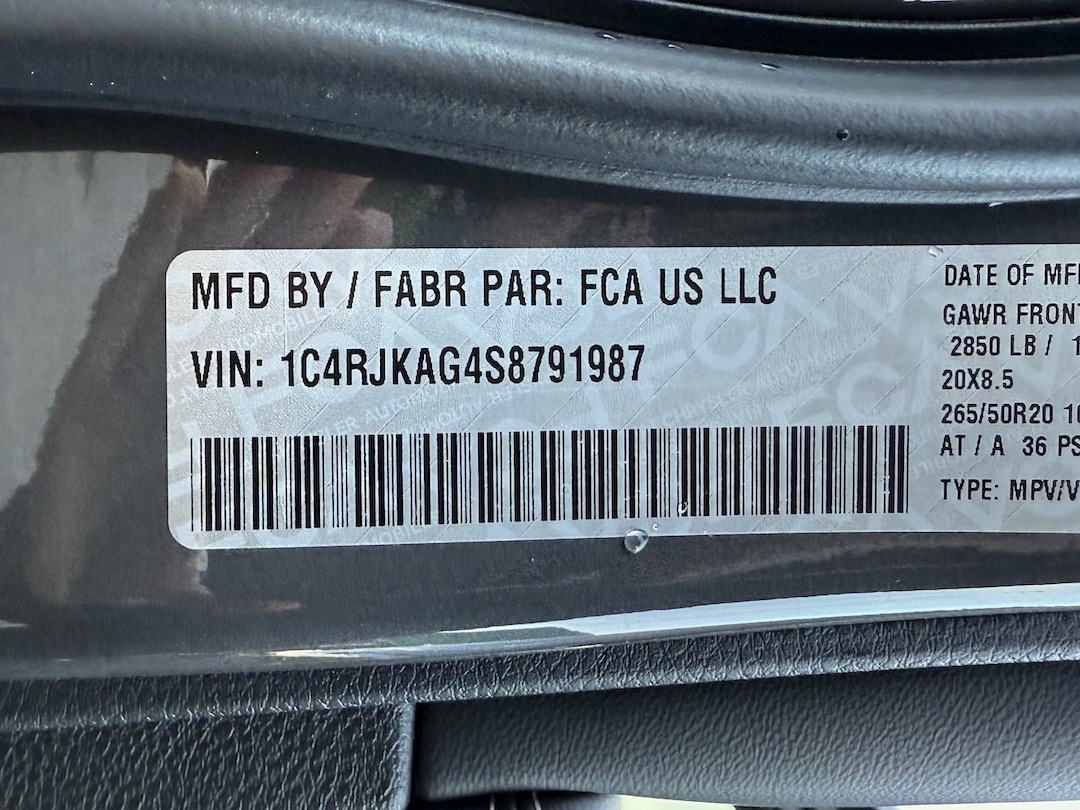 MFD BY / FABR PAR: FCA US LLC
VIN: 1C4RJKAG4S8791987
DATE OF MF
GAWR FRONT
2850 LB /
20X8.5
265/50R20
AT / A 36 PS
TYPE: MPV/V